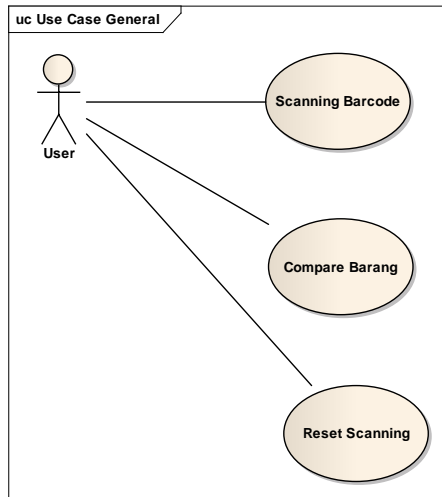 uc Use Case General
Scanning Barcode
User
Compare Barang
Reset Scanning